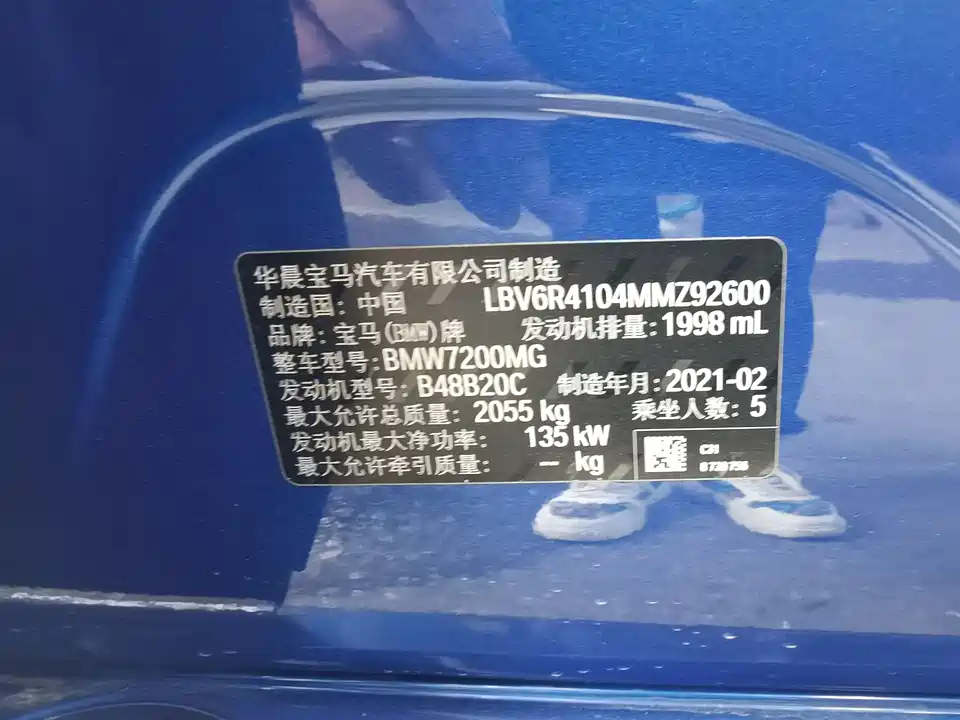 华晨宝马汽车有限公司制造
制造国: 中国 LBV6R4104MMZ92600
品牌: 宝马(BMW)牌 发动机排量: 1998 mL
整车型号: BMW7200MG
发动机型号: B48B20C 制造年月: 2021-02
最大允许总质量: 2055 kg 乘坐人数: 5
发动机最大净功率: 135 kW
最大允许牵引质量: -- kg